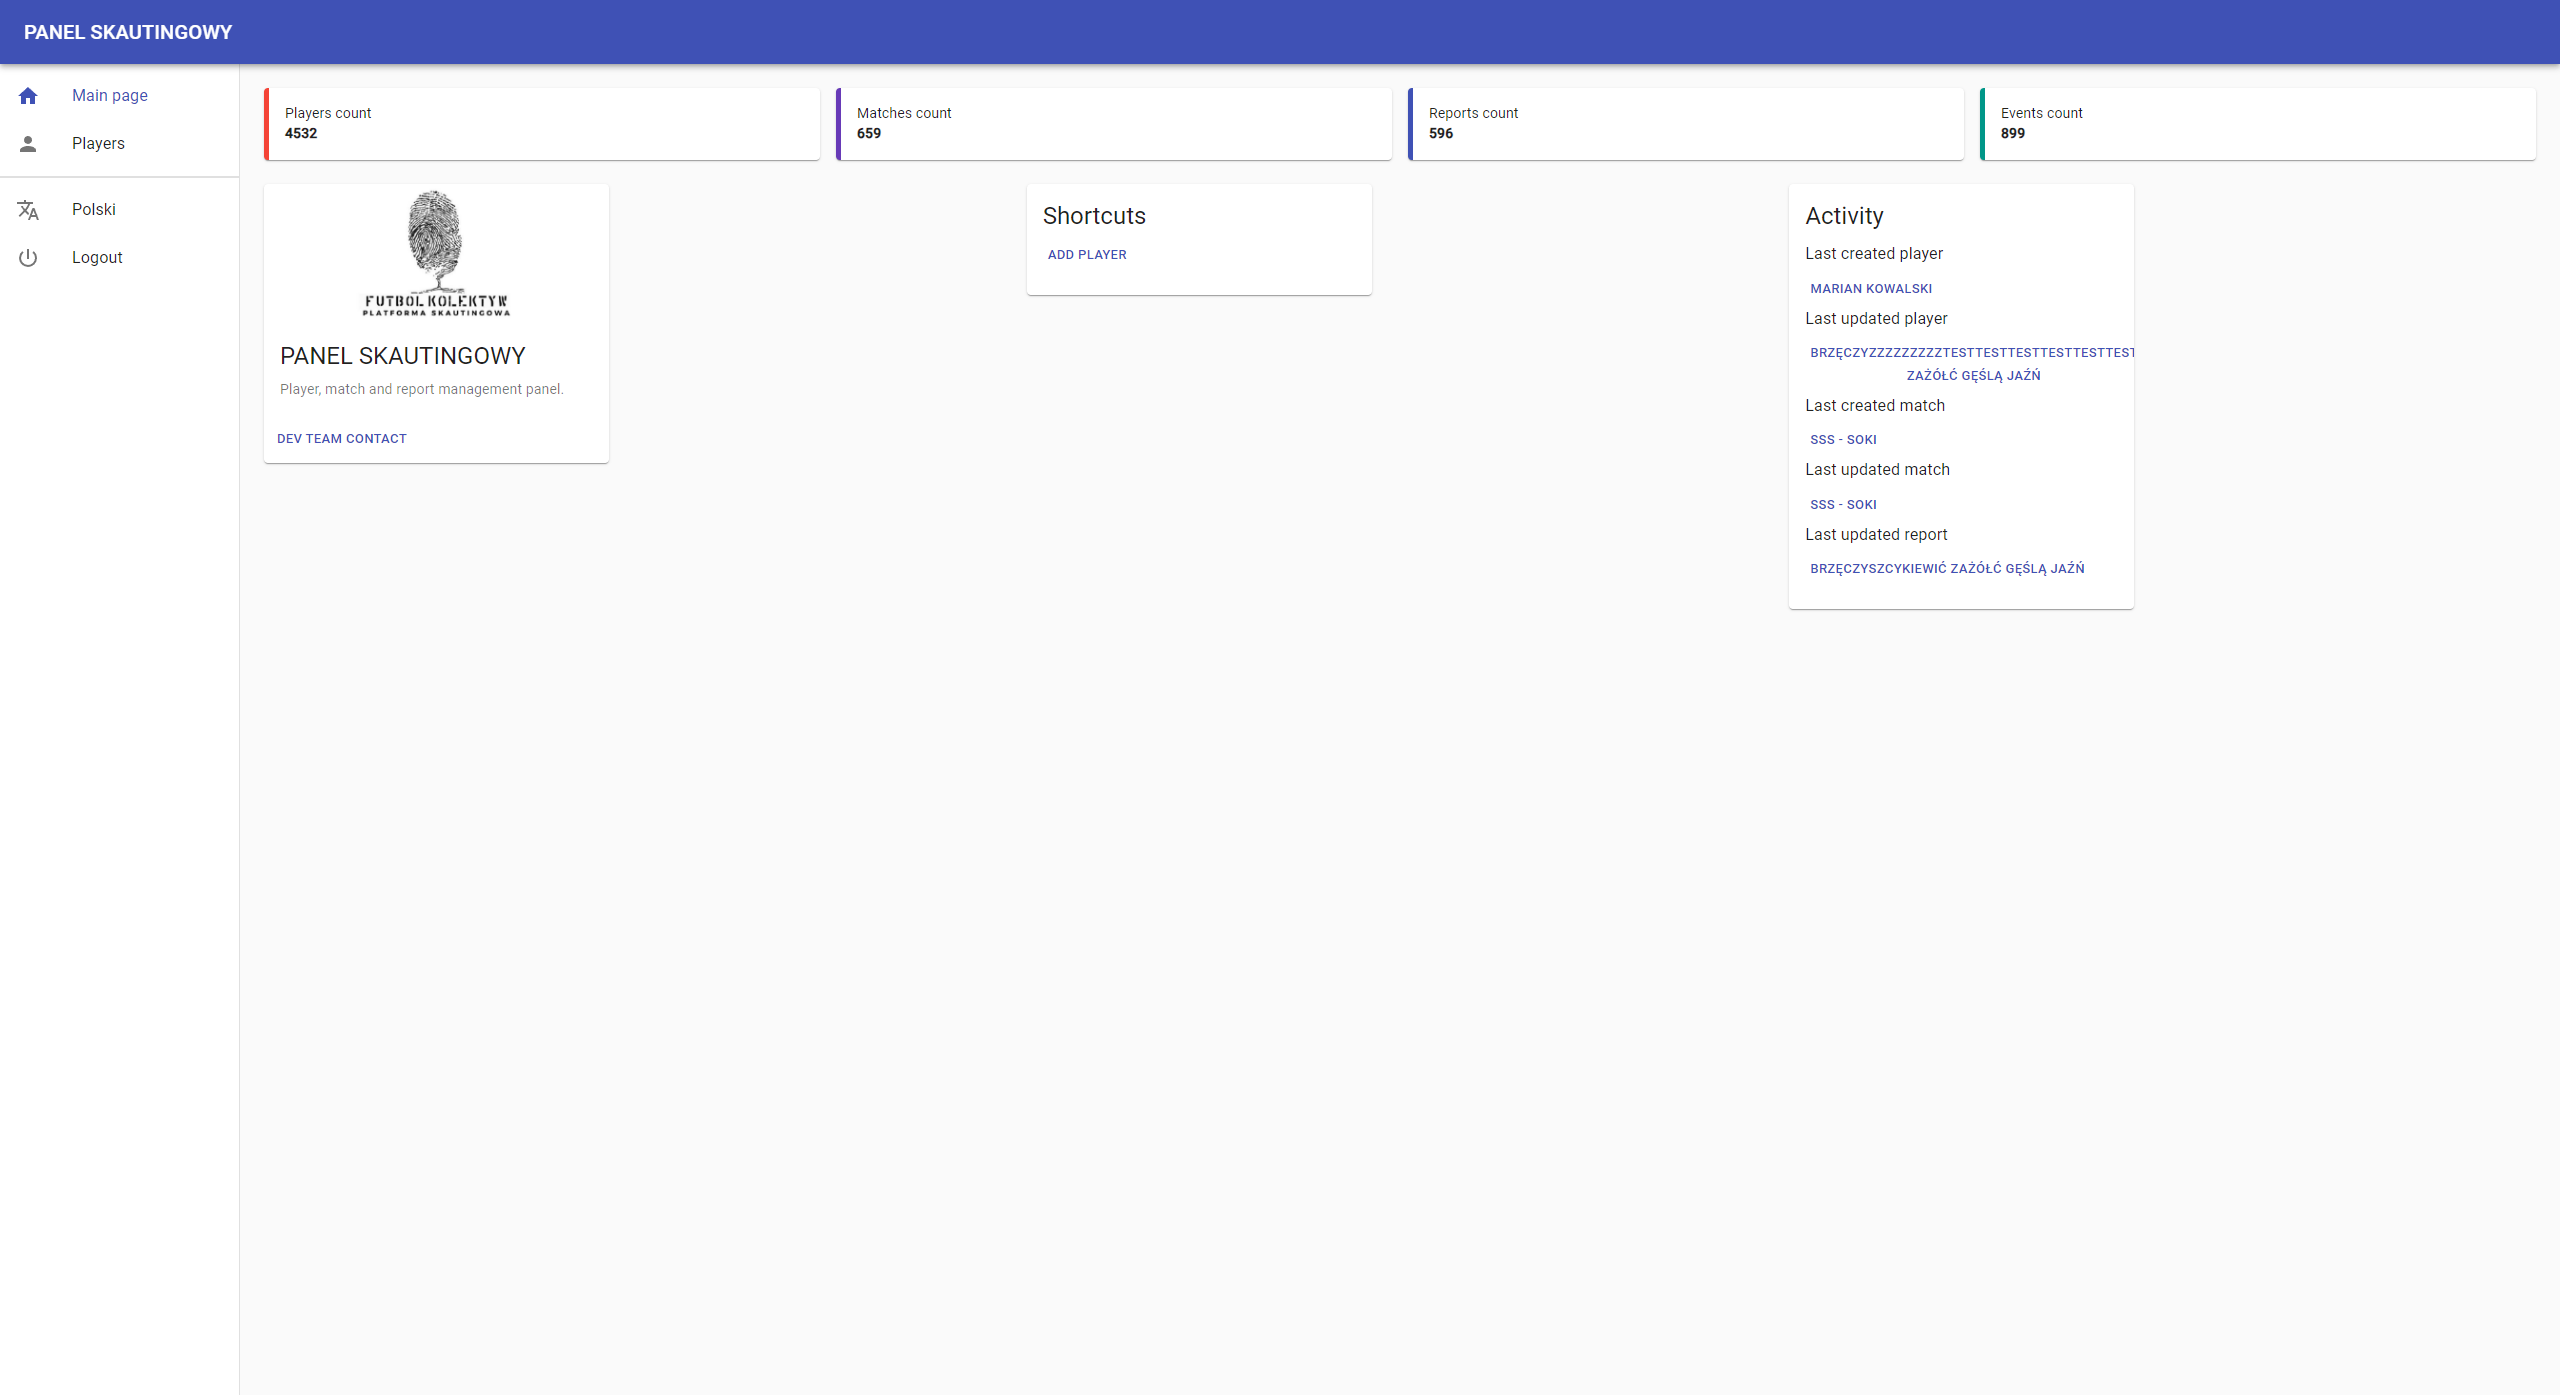 PANEL SKAUTINGOWY
Main page
Players
Polski
Logout
Players count
4532
Matches count
659
Reports count
596
Events count
899
FUTBOL KOLEKTYW
PLATFORMA SKAUTINGOWA
PANEL SKAUTINGOWY
Player, match and report management panel.
DEV TEAM CONTACT
Shortcuts
ADD PLAYER
Activity
Last created player
MARIAN KOWALSKI
Last updated player
BRZĘCZYZZZZZZZZZTESTTESTTESTTESTTESTTEST
ZAŻÓŁĆ GĘŚLĄ JAŹŃ
Last created match
SSS - SOKI
Last updated match
SSS - SOKI
Last updated report
BRZĘCZYSZCYKIEWIĆ ZAŻÓŁĆ GĘŚLĄ JAŹŃ